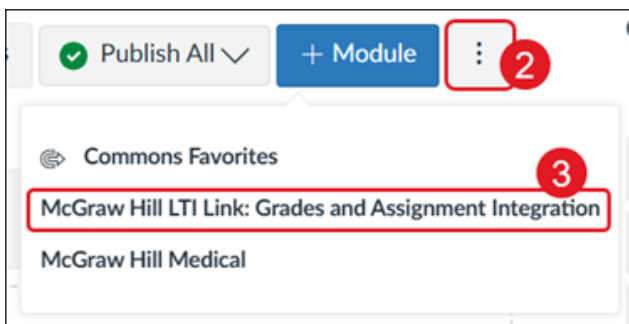 Publish All
+ Module
2
Commons Favorites
3
McGraw Hill LTI Link: Grades and Assignment Integration
McGraw Hill Medical